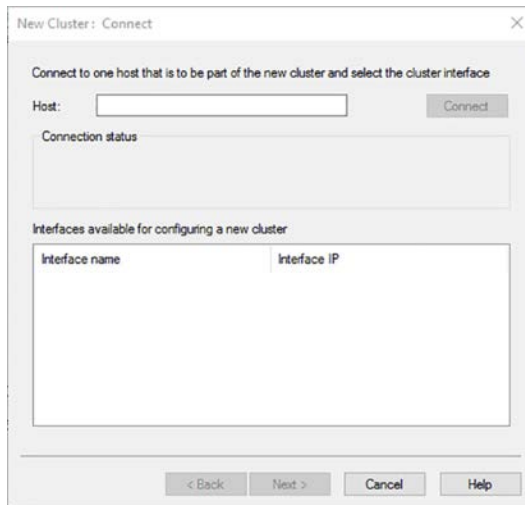 New Cluster : Connect
Connect to one host that is to be part of the new cluster and select the cluster interface
Host:
Connect
Connection status
Interfaces available for configuring a new cluster
Interface name Interface IP
< Back Next > Cancel Help